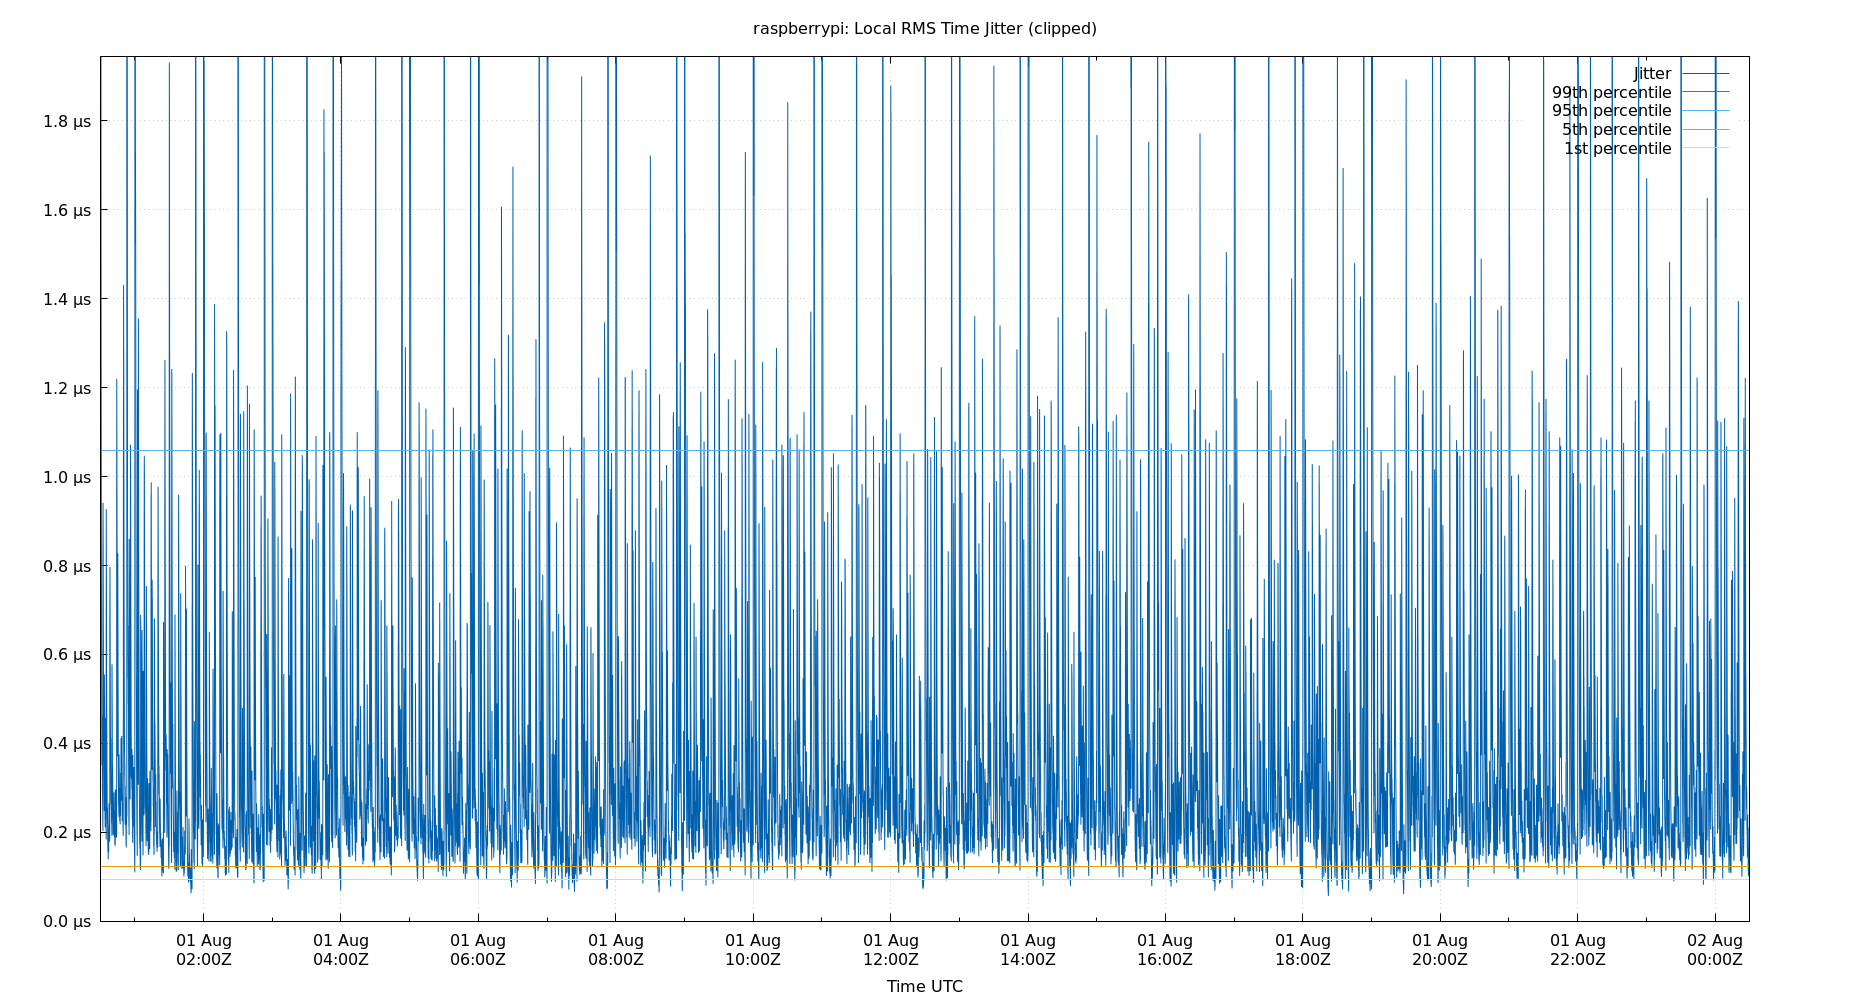 raspberrypi: Local RMS Time Jitter (clipped)
Jitter
99th percentile
95th percentile
5th percentile
1st percentile
1.8 µs
1.6 µs
1.4 µs
1.2 µs
1.0 µs
0.8 µs
0.6 µs
0.4 µs
0.2 µs
0.0 µs
01 Aug 01 Aug 01 Aug 01 Aug 01 Aug 01 Aug 01 Aug 01 Aug 01 Aug 01 Aug 01 Aug 02 Aug
02:00Z 04:00Z 06:00Z 08:00Z 10:00Z 12:00Z 14:00Z 16:00Z 18:00Z 20:00Z 22:00Z 00:00Z
Time UTC